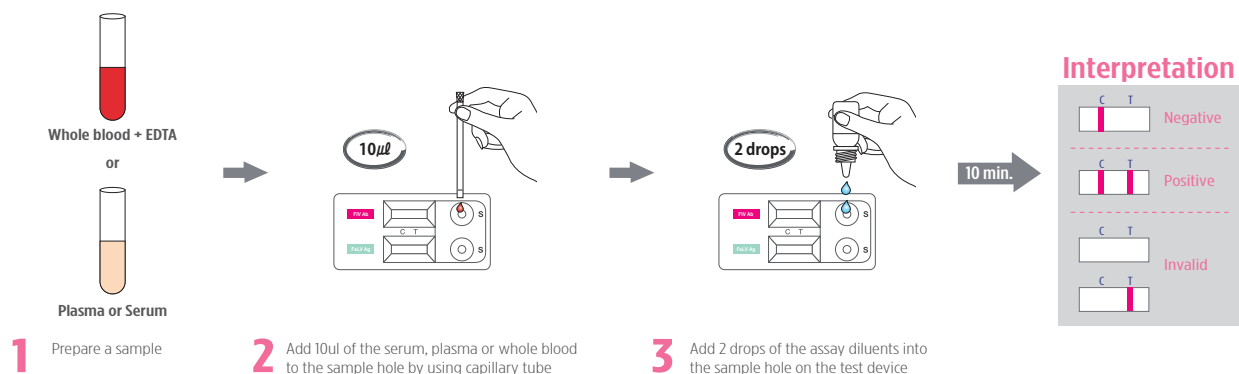 Whole blood + EDTA
or
Plasma or Serum
1
Prepare a sample
10㎕
FIV Ab
S
C T
FeLV Ag
S
2
Add 10ul of the serum, plasma or whole blood
to the sample hole by using capillary tube
2 drops
FIV Ab
S
C T
FeLV Ag
S
3
Add 2 drops of the assay diluents into
the sample hole on the test device
10 min.
Interpretation
C T
Negative
C T
Positive
C T
Invalid
C T